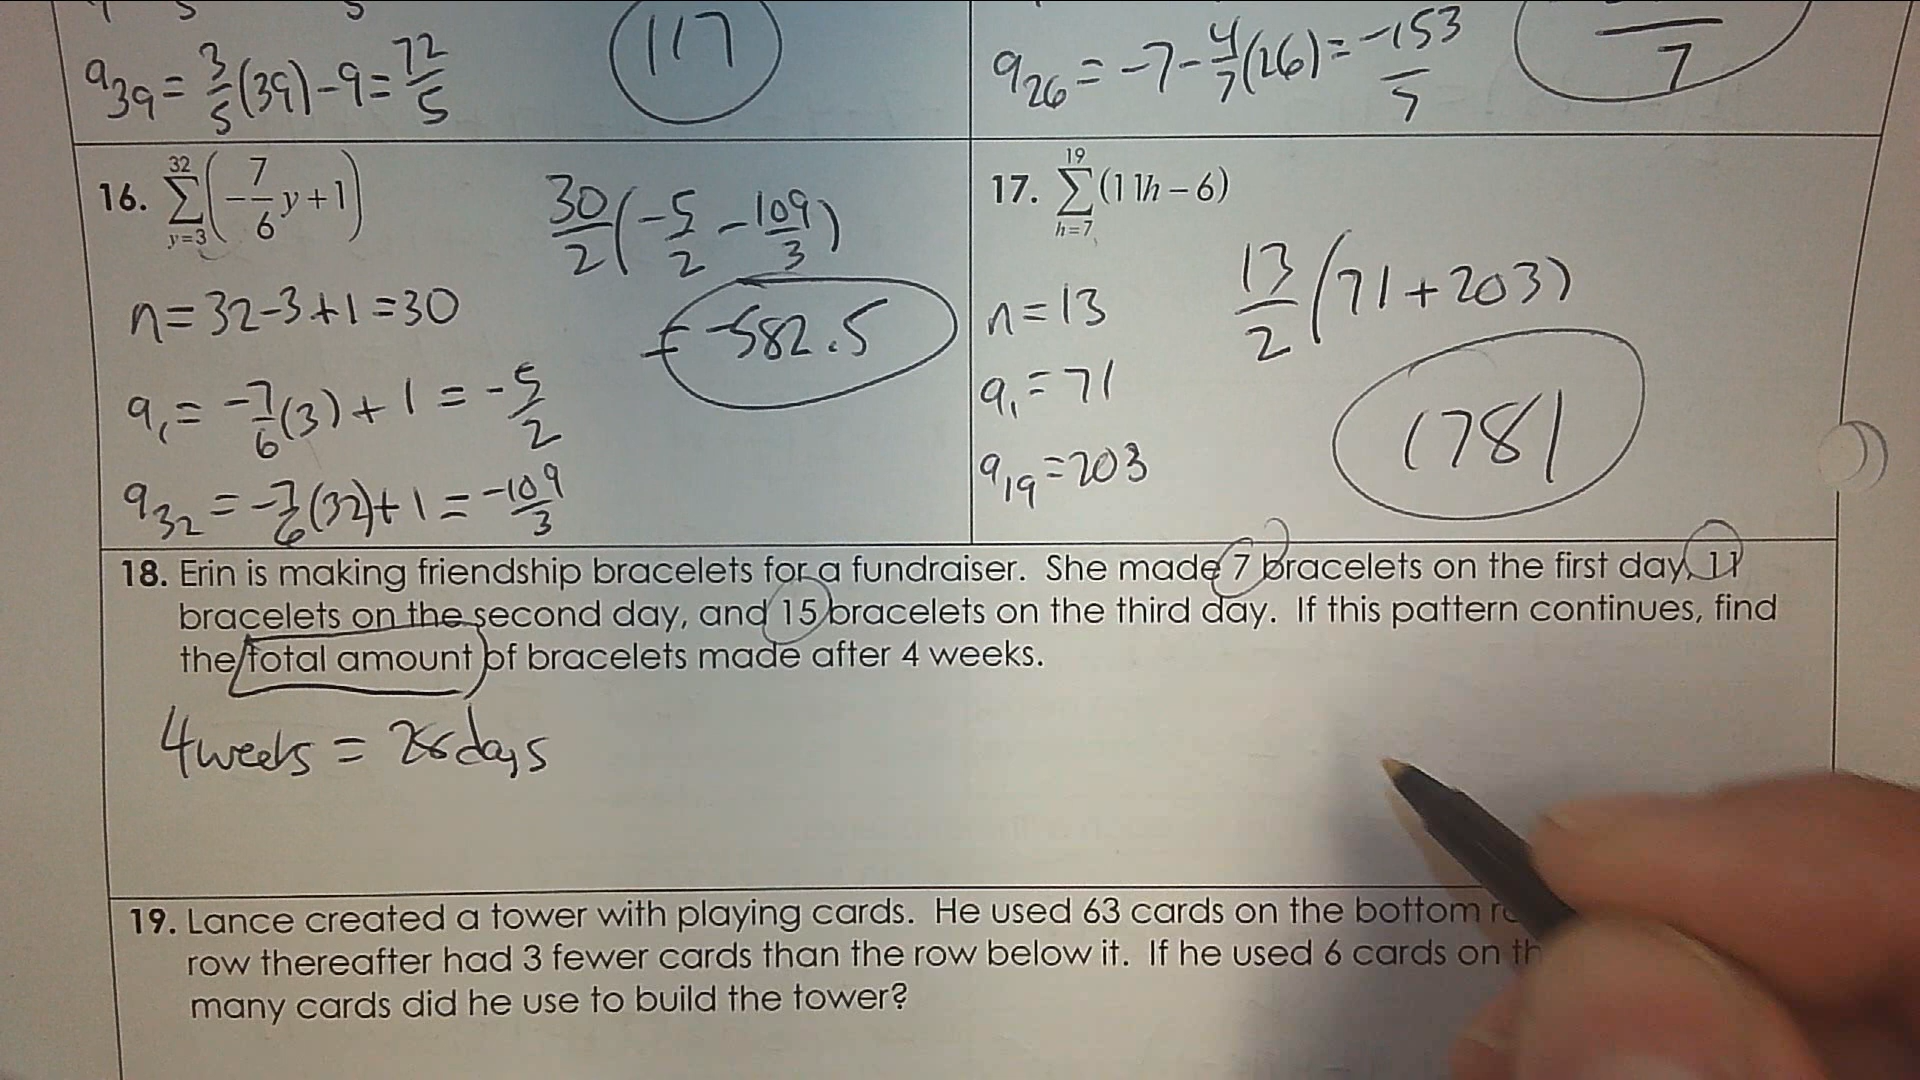 a₃₉ = 3/5(39) - 9 = 72/5
117
a₂₆ = -7 - 4/7(26) = -153/7
7
16. ∑_{y=3}^{32} (-7/6 y + 1)
30/2(-5/2 - 109/3)
= -582.5
n = 32 - 3 + 1 = 30
a₁ = -7/6(3) + 1 = -5/2
a₃₂ = -7/6(32) + 1 = -109/3
17. ∑_{h=7}^{19} (11h - 6)
13/2(71 + 203)
n = 13
a₁ = 71
a₁₉ = 203
1781
18. Erin is making friendship bracelets for a fundraiser. She made 7 bracelets on the first day, 11
bracelets on the second day, and 15 bracelets on the third day. If this pattern continues, find
the total amount of bracelets made after 4 weeks.
4 weeks = 28 days
19. Lance created a tower with playing cards. He used 63 cards on the bottom
row thereafter had 3 fewer cards than the row below it. If he used 6 cards on
many cards did he use to build the tower?